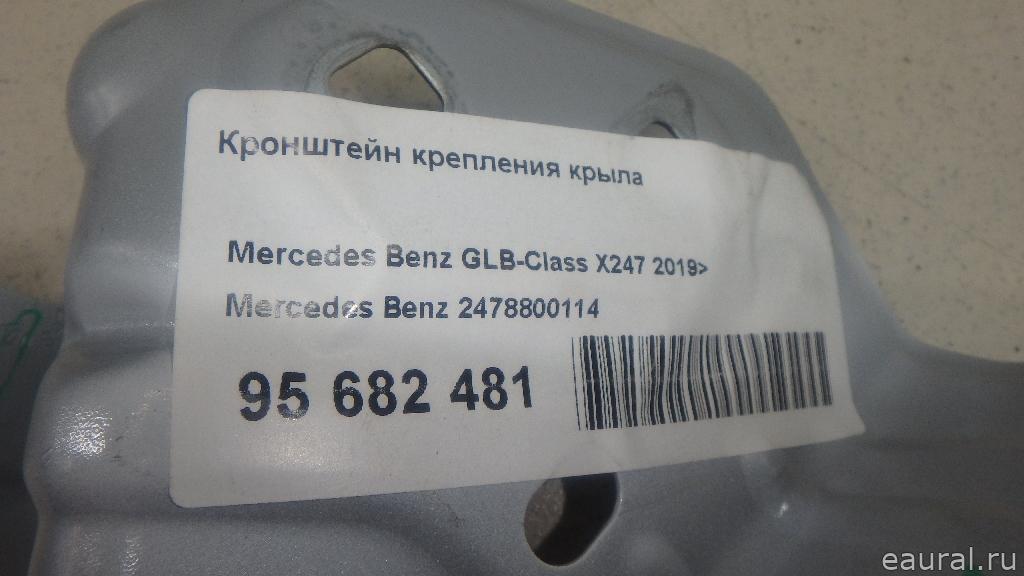 Кронштейн крепления крыла
Mercedes Benz GLB-Class X247 2019>
Mercedes Benz 2478800114
95 682 481
eaural.ru